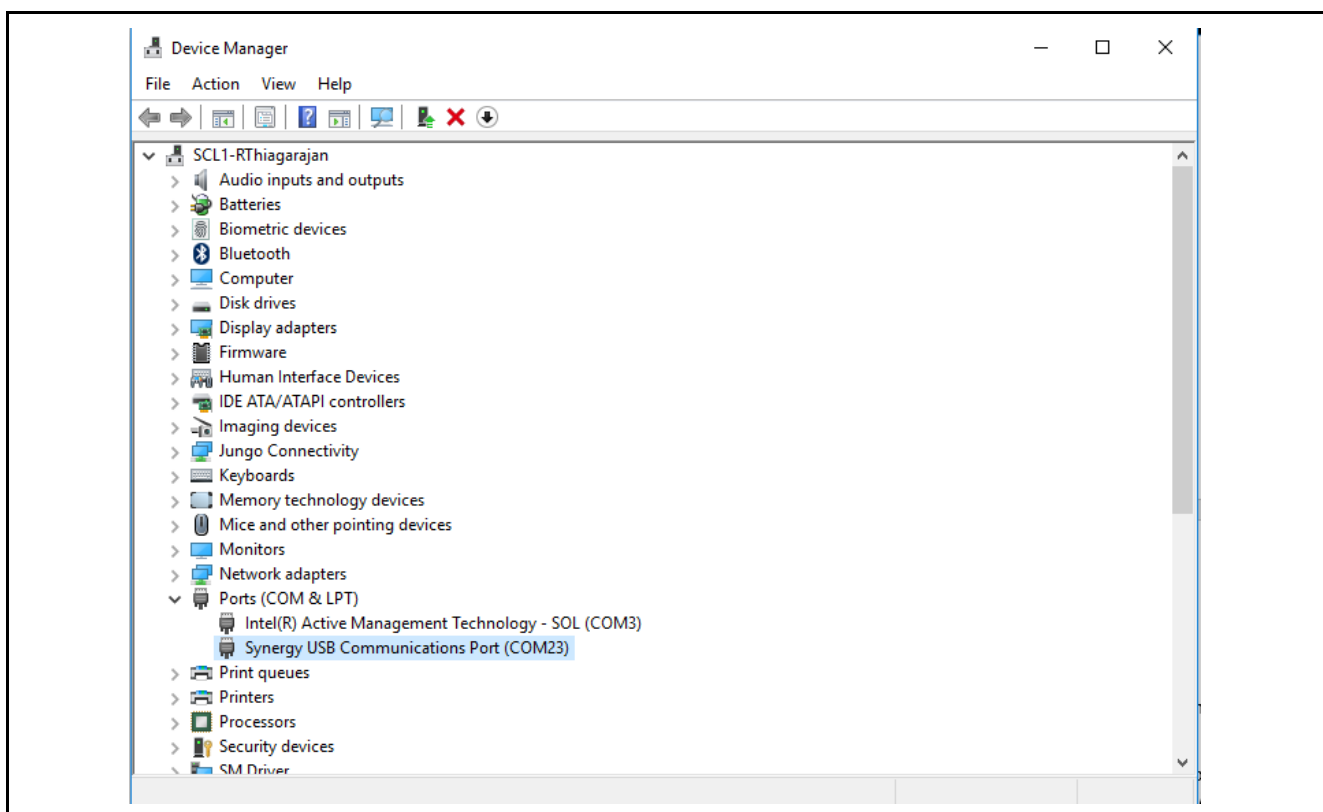 Device Manager
File Action View Help
SCL1-RThiagarajan
Audio inputs and outputs
Batteries
Biometric devices
Bluetooth
Computer
Disk drives
Display adapters
Firmware
Human Interface Devices
IDE ATA/ATAPI controllers
Imaging devices
Jungo Connectivity
Keyboards
Memory technology devices
Mice and other pointing devices
Monitors
Network adapters
Ports (COM & LPT)
Intel(R) Active Management Technology - SOL (COM3)
Synergy USB Communications Port (COM23)
Print queues
Printers
Processors
Security devices
SM Driver